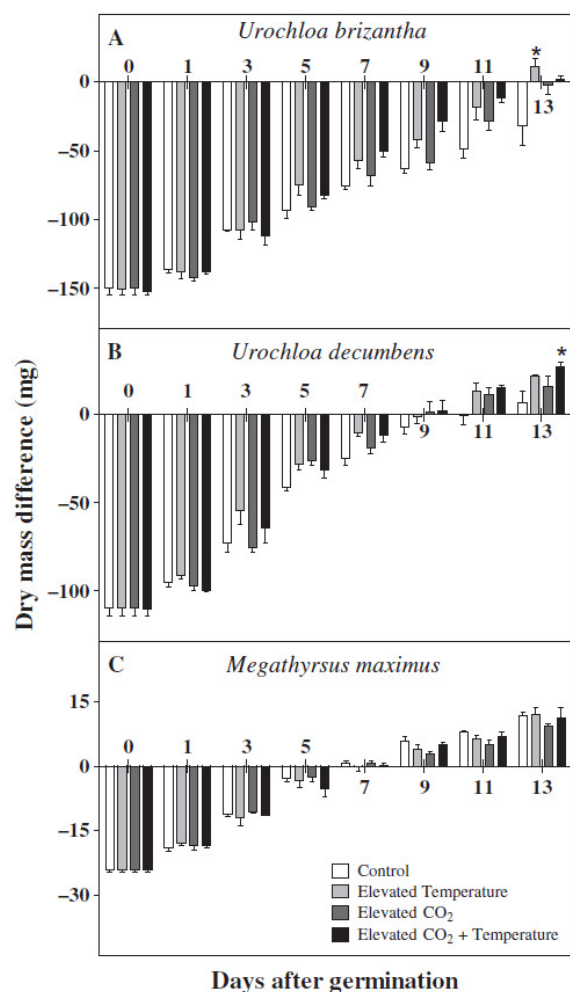 A
Urochloa brizantha
0 1 3 5 7 9 11
*
0
13
−50
−100
−150
B
Urochloa decumbens
*
0 1 3 5 7
0
9 11 13
−50
−100
Dry mass difference (mg)
C
Megathyrsus maximus
15
0 1 3 5
0
7 9 11 13
−15
−30
Control
Elevated Temperature
Elevated CO₂
Elevated CO₂ + Temperature
Days after germination